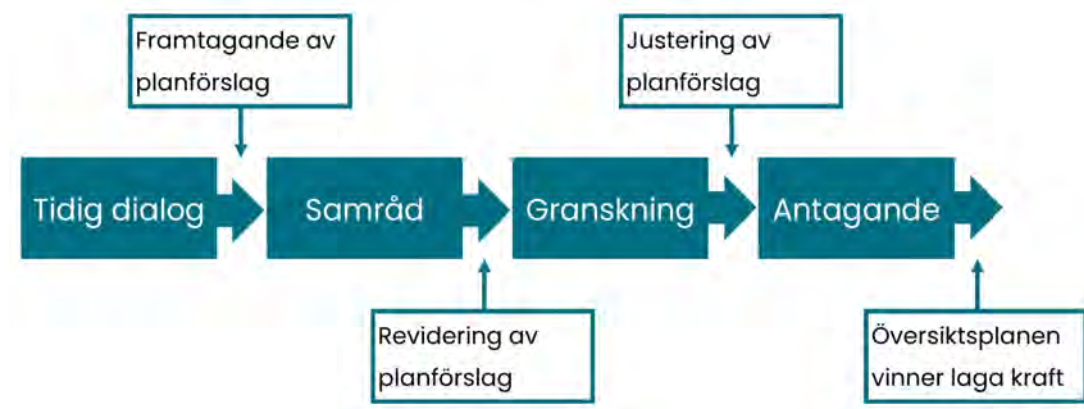 Framtagande av
planförslag
Justering av
planförslag
Tidig dialog
Samråd
Granskning
Antagande
Revidering av
planförslag
Översiktsplanen
vinner laga kraft